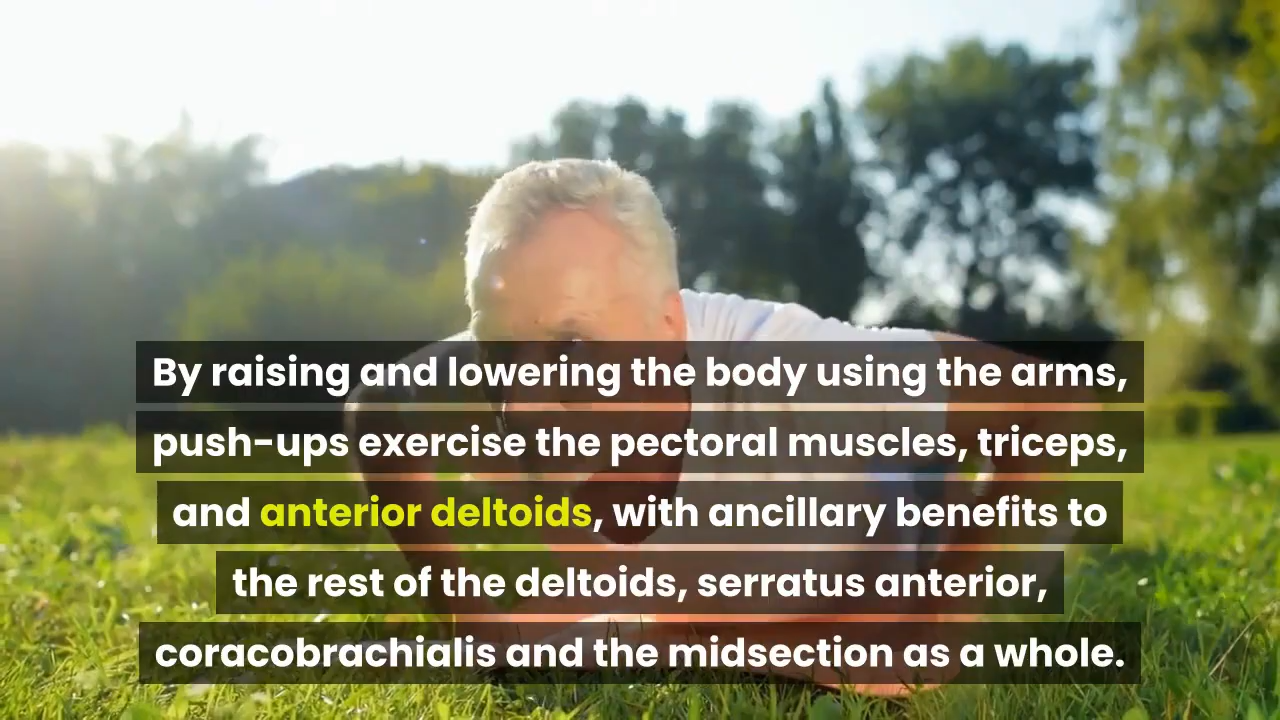 By raising and lowering the body using the arms,
push-ups exercise the pectoral muscles, triceps,
and anterior deltoids, with ancillary benefits to
the rest of the deltoids, serratus anterior,
coracobrachialis and the midsection as a whole.